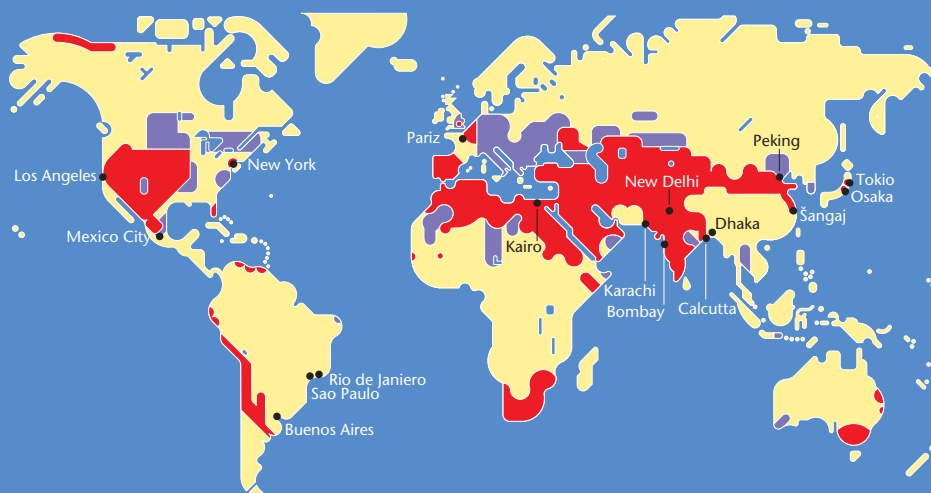 Pariz
Peking
New York
Los Angeles
New Delhi
Tokio
Osaka
Šangaj
Dhaka
Mexico City
Kairo
Karachi
Bombay
Calcutta
Rio de Janiero
Sao Paulo
Buenos Aires